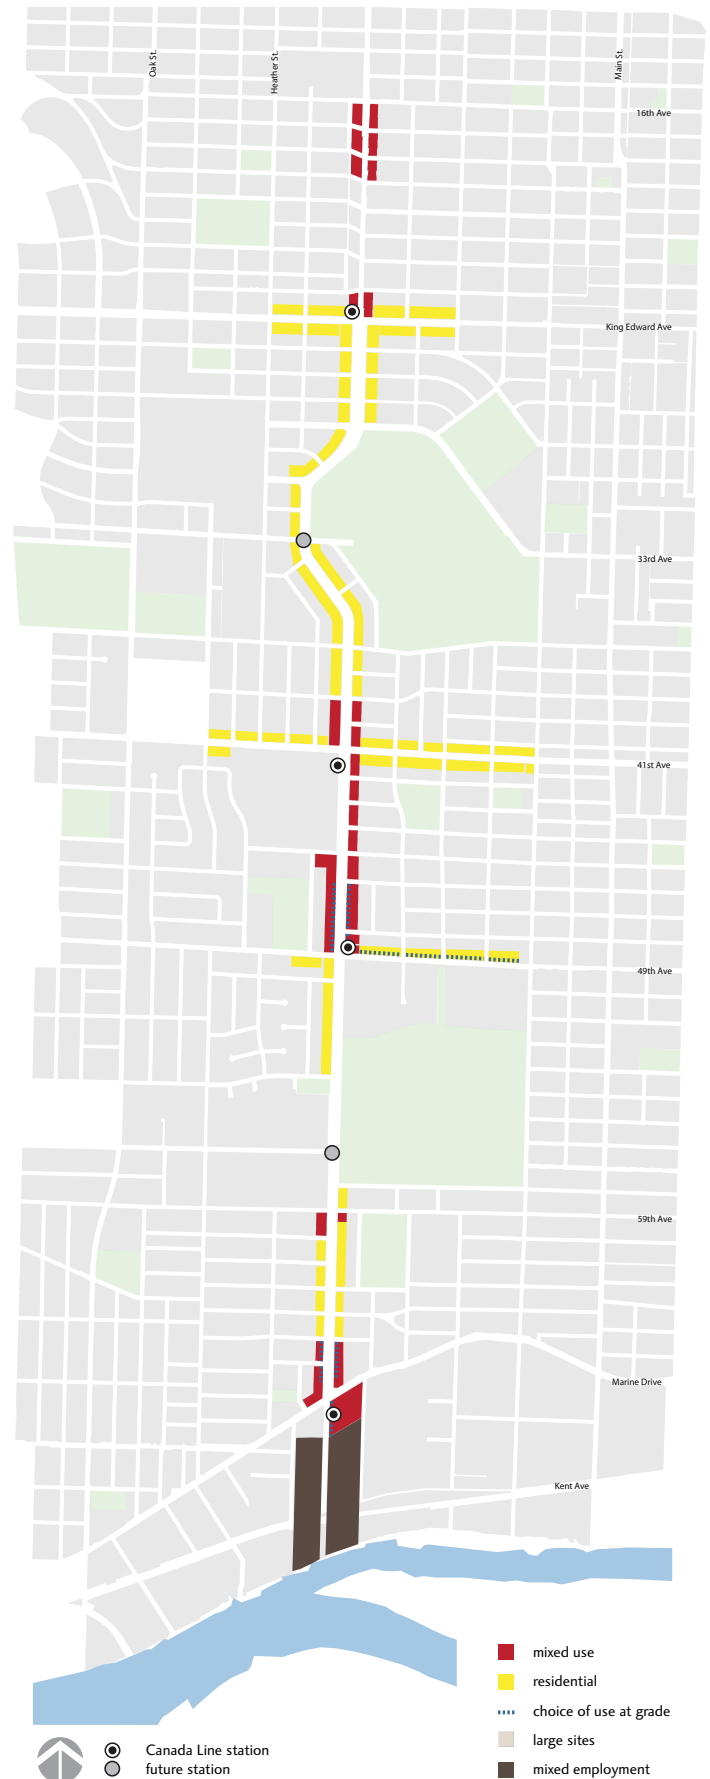 Oak St.
Heather St.
Main St.
16th Ave
King Edward Ave
33rd Ave
41st Ave
49th Ave
59th Ave
Marine Drive
Kent Ave
mixed use
residential
choice of use at grade
large sites
mixed employment
Canada Line station
future station